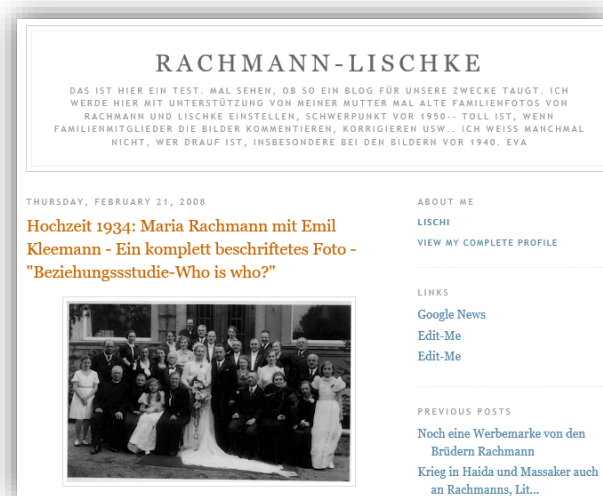 RACHMANN-LISCHKE
DAS IST HIER EIN TEST. MAL SEHEN, OB SO EIN BLOG FÜR UNSERE ZWECKE TAUGT. ICH
WERDE HIER MIT UNTERSTÜTZUNG VON MEINER MUTTER MAL ALTE FAMILIENFOTOS VON
RACHMANN UND LISCHKE EINSTELLEN, SCHWERPUNKT VOR 1950-- TOLL IST, WENN
FAMILIENMITGLIEDER DIE BILDER KOMMENTIEREN, KORRIGIEREN USW.. ICH WEISS MANCHMAL
NICHT, WER DRAUF IST, INSBESONDERE BEI DEN BILDERN VOR 1940. EVA
THURSDAY, FEBRUARY 21, 2008
Hochzeit 1934: Maria Rachmann mit Emil
Kleemann - Ein komplett beschriftetes Foto -
"Beziehungssstudie-Who is who?"
ABOUT ME
LISCHI
VIEW MY COMPLETE PROFILE
LINKS
Google News
Edit-Me
Edit-Me
PREVIOUS POSTS
Noch eine Werbemarke von den
Brüdern Rachmann
Krieg in Haida und Massaker auch
an Rachmanns, Lit...